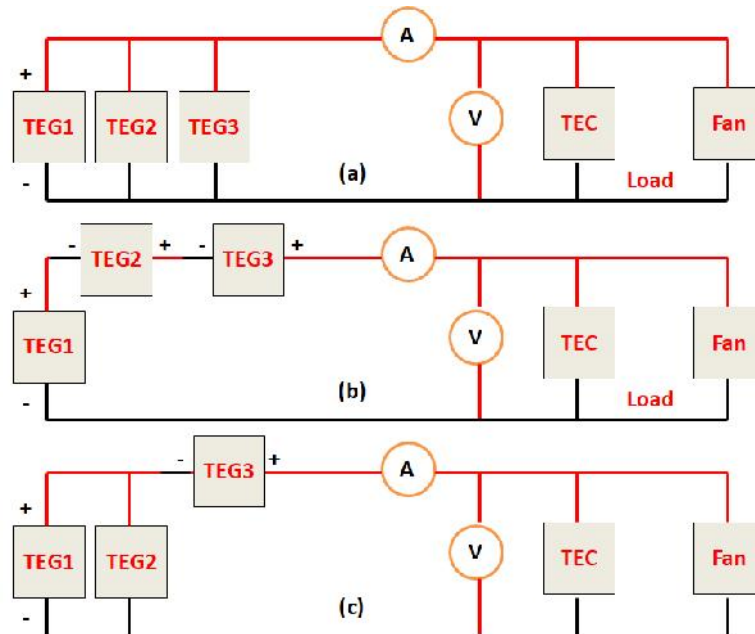 A
+
TEG1 TEG2 TEG3 V TEC Fan
- (a) Load
- TEG2 + - TEG3 + A
+
TEG1 V TEC Fan
- (b) Load
- TEG3 + A
+
TEG1 TEG2 V TEC Fan
- (c)